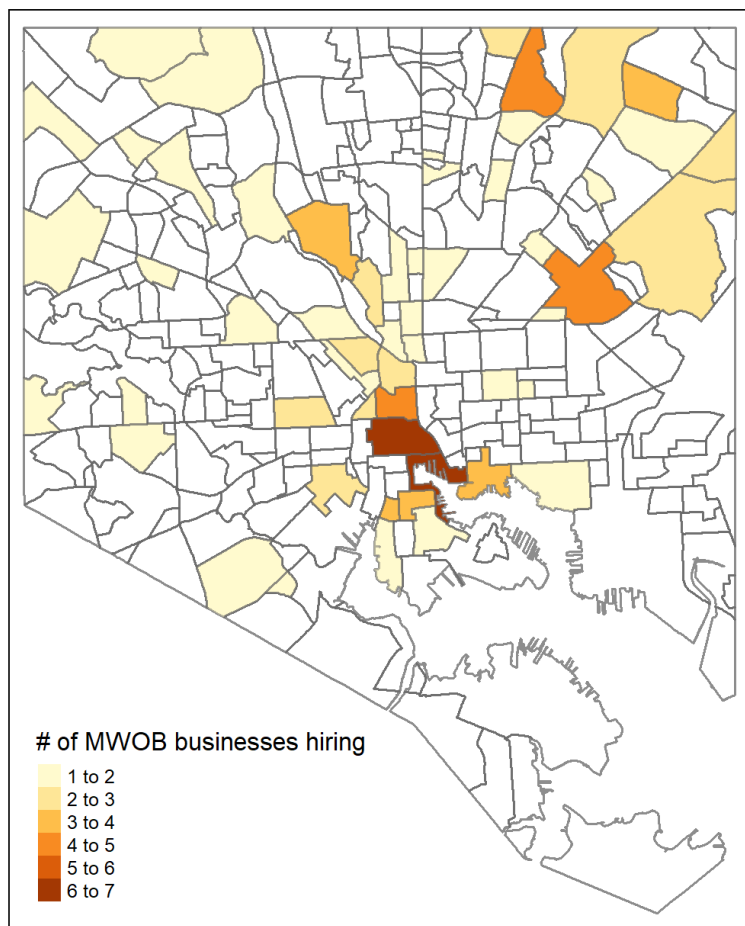 # of MWOB businesses hiring
1 to 2
2 to 3
3 to 4
4 to 5
5 to 6
6 to 7